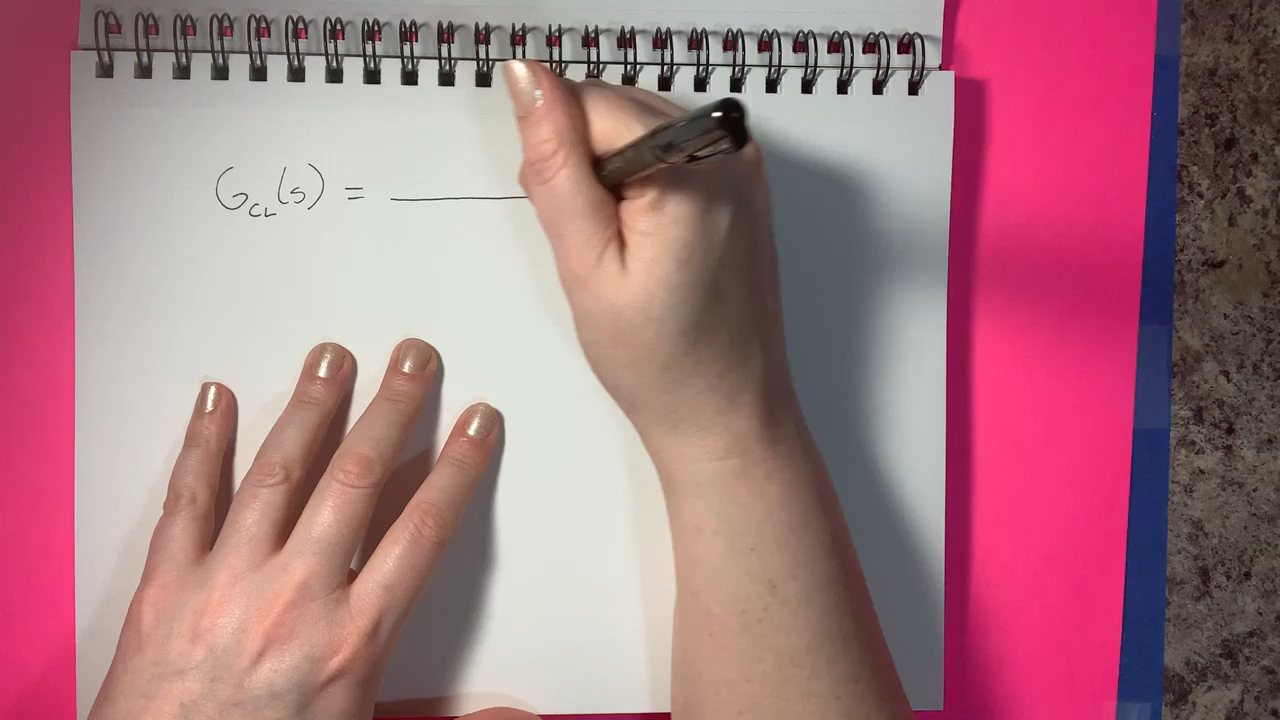 G_CL(s) = ―